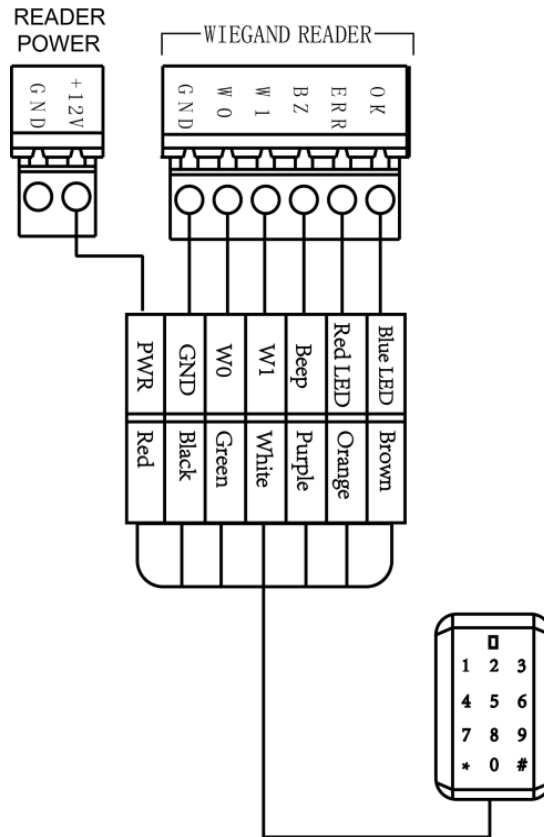 READER
POWER
WIEGAND READER
GND
+12V
GND
W0
W1
BZ
ERR
OK
PWR
GND
W0
W1
Beep
Red LED
Blue LED
Red
Black
Green
White
Purple
Orange
Brown
1 2 3
4 5 6
7 8 9
* 0 #